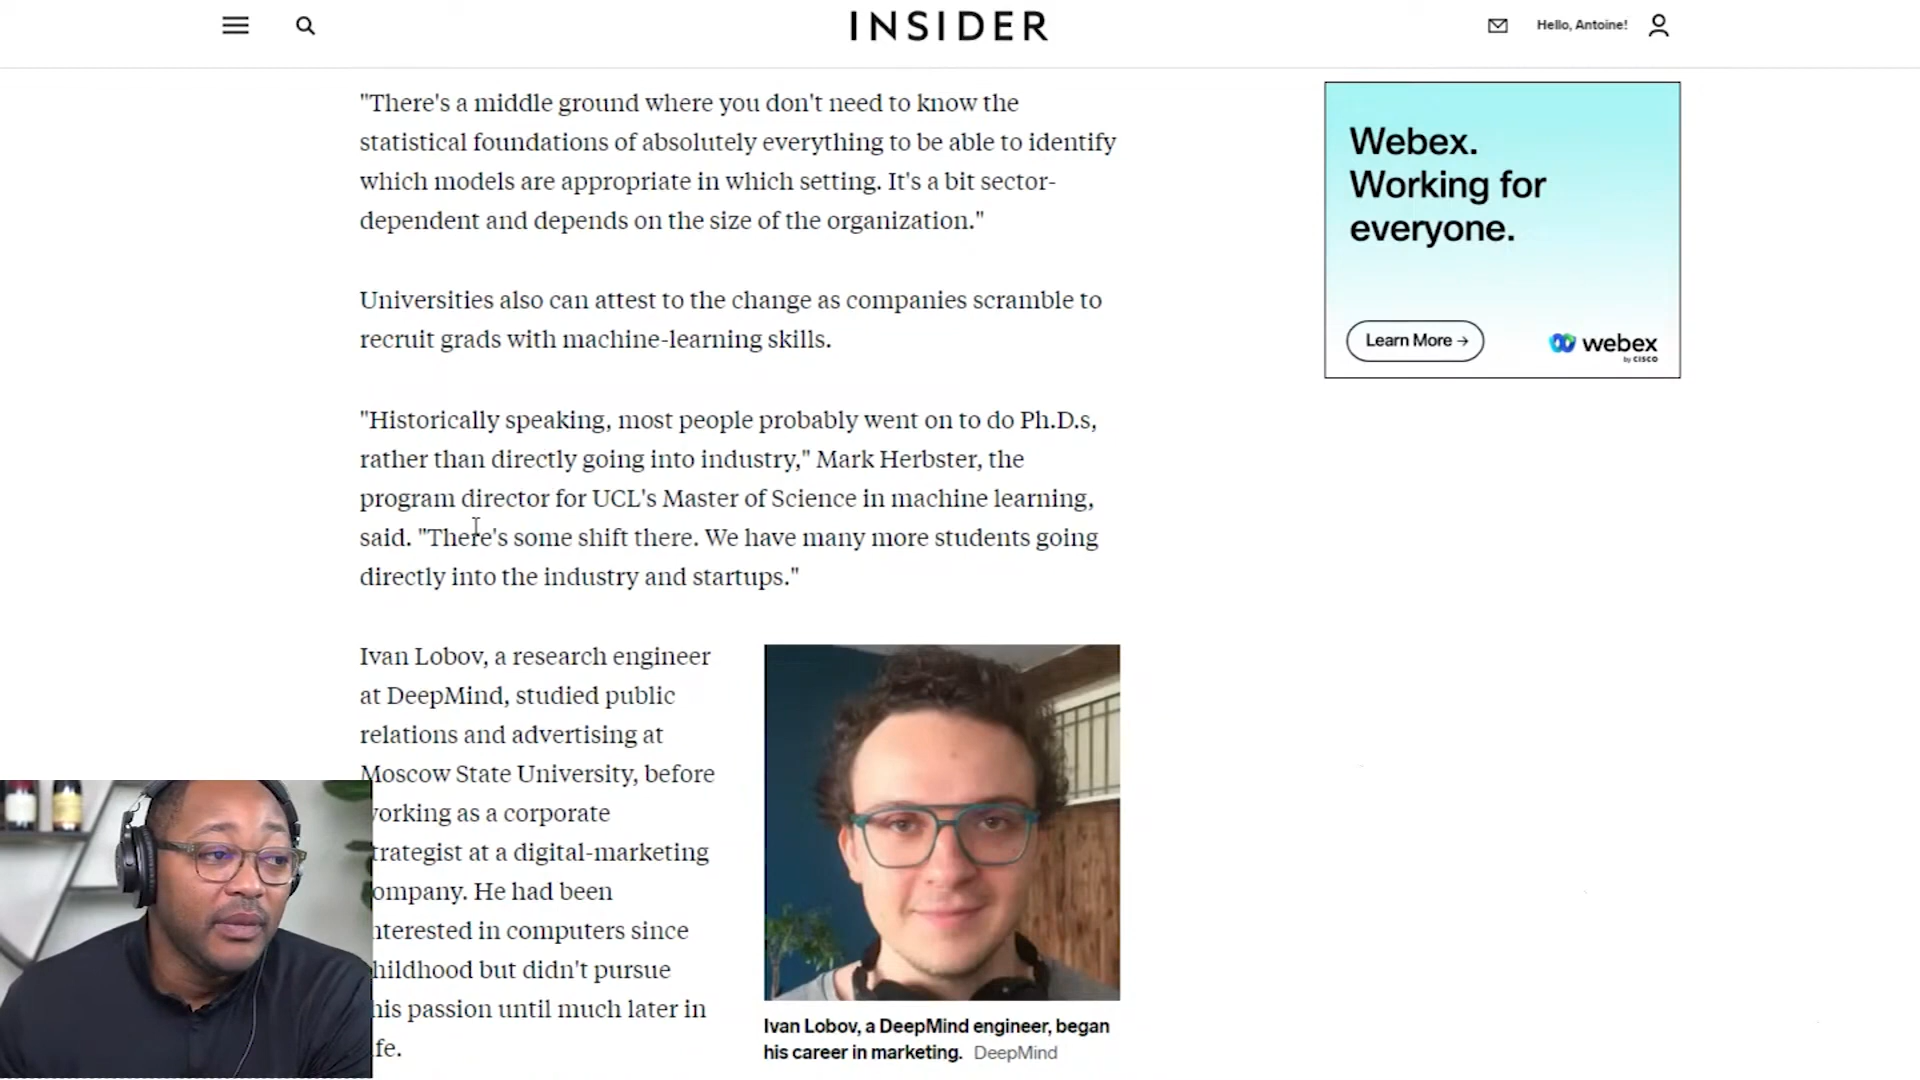 INSIDER
Hello, Antoine!
"There's a middle ground where you don't need to know the
statistical foundations of absolutely everything to be able to identify
which models are appropriate in which setting. It's a bit sector-
dependent and depends on the size of the organization."
Universities also can attest to the change as companies scramble to
recruit grads with machine-learning skills.
"Historically speaking, most people probably went on to do Ph.D.s,
rather than directly going into industry," Mark Herbster, the
program director for UCL's Master of Science in machine learning,
said. "There's some shift there. We have many more students going
directly into the industry and startups."
Ivan Lobov, a research engineer
at DeepMind, studied public
relations and advertising at
Moscow State University, before
orking as a corporate
trategist at a digital-marketing
ompany. He had been
nterested in computers since
hildhood but didn't pursue
his passion until much later in
fe.
Ivan Lobov, a DeepMind engineer, began
his career in marketing. DeepMind
Webex.
Working for
everyone.
Learn More →
webex
by CISCO